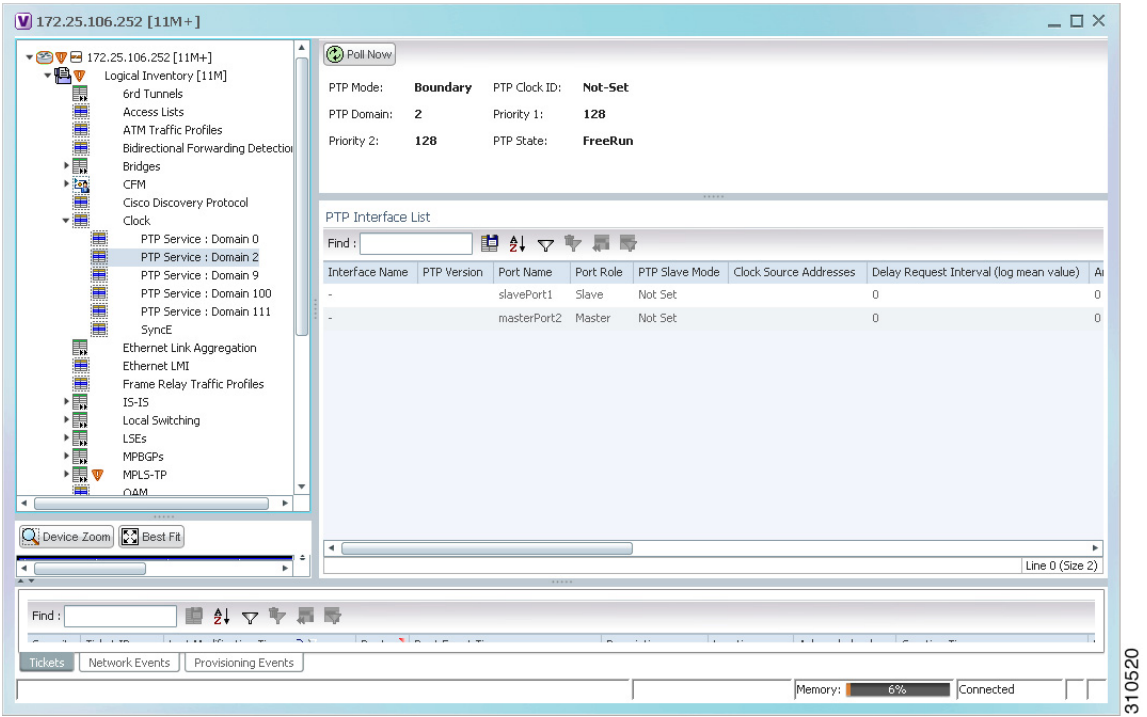 V 172.25.106.252 [11M+]
172.25.106.252 [11M+]
Logical Inventory [11M]
6rd Tunnels
Access Lists
ATM Traffic Profiles
Bidirectional Forwarding Detection
Bridges
CFM
Cisco Discovery Protocol
Clock
PTP Service : Domain 0
PTP Service : Domain 2
PTP Service : Domain 9
PTP Service : Domain 100
PTP Service : Domain 111
SyncE
Ethernet Link Aggregation
Ethernet LMI
Frame Relay Traffic Profiles
IS-IS
Local Switching
LSEs
MPBGPs
MPLS-TP
OAM
Device Zoom Best Fit
Poll Now
PTP Mode: Boundary PTP Clock ID: Not-Set
PTP Domain: 2 Priority 1: 128
Priority 2: 128 PTP State: FreeRun
PTP Interface List
Find :
Interface Name PTP Version Port Name Port Role PTP Slave Mode Clock Source Addresses Delay Request Interval (log mean value)
- slavePort1 Slave Not Set 0 0
- masterPort2 Master Not Set 0 0
Line 0 (Size 2)
Find :
Tickets Network Events Provisioning Events
Memory: 6% Connected
310520